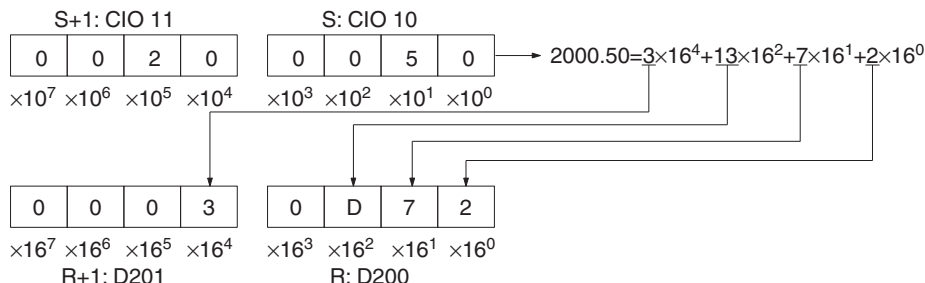 S+1: CIO 11 S: CIO 10
0 0 2 0 0 0 5 0 2000.50=3×16⁴+13×16²+7×16¹+2×16⁰
×10⁷ ×10⁶ ×10⁵ ×10⁴ ×10³ ×10² ×10¹ ×10⁰
0 0 0 3 0 D 7 2
×16⁷ ×16⁶ ×16⁵ ×16⁴ ×16³ ×16² ×16¹ ×16⁰
R+1: D201 R: D200